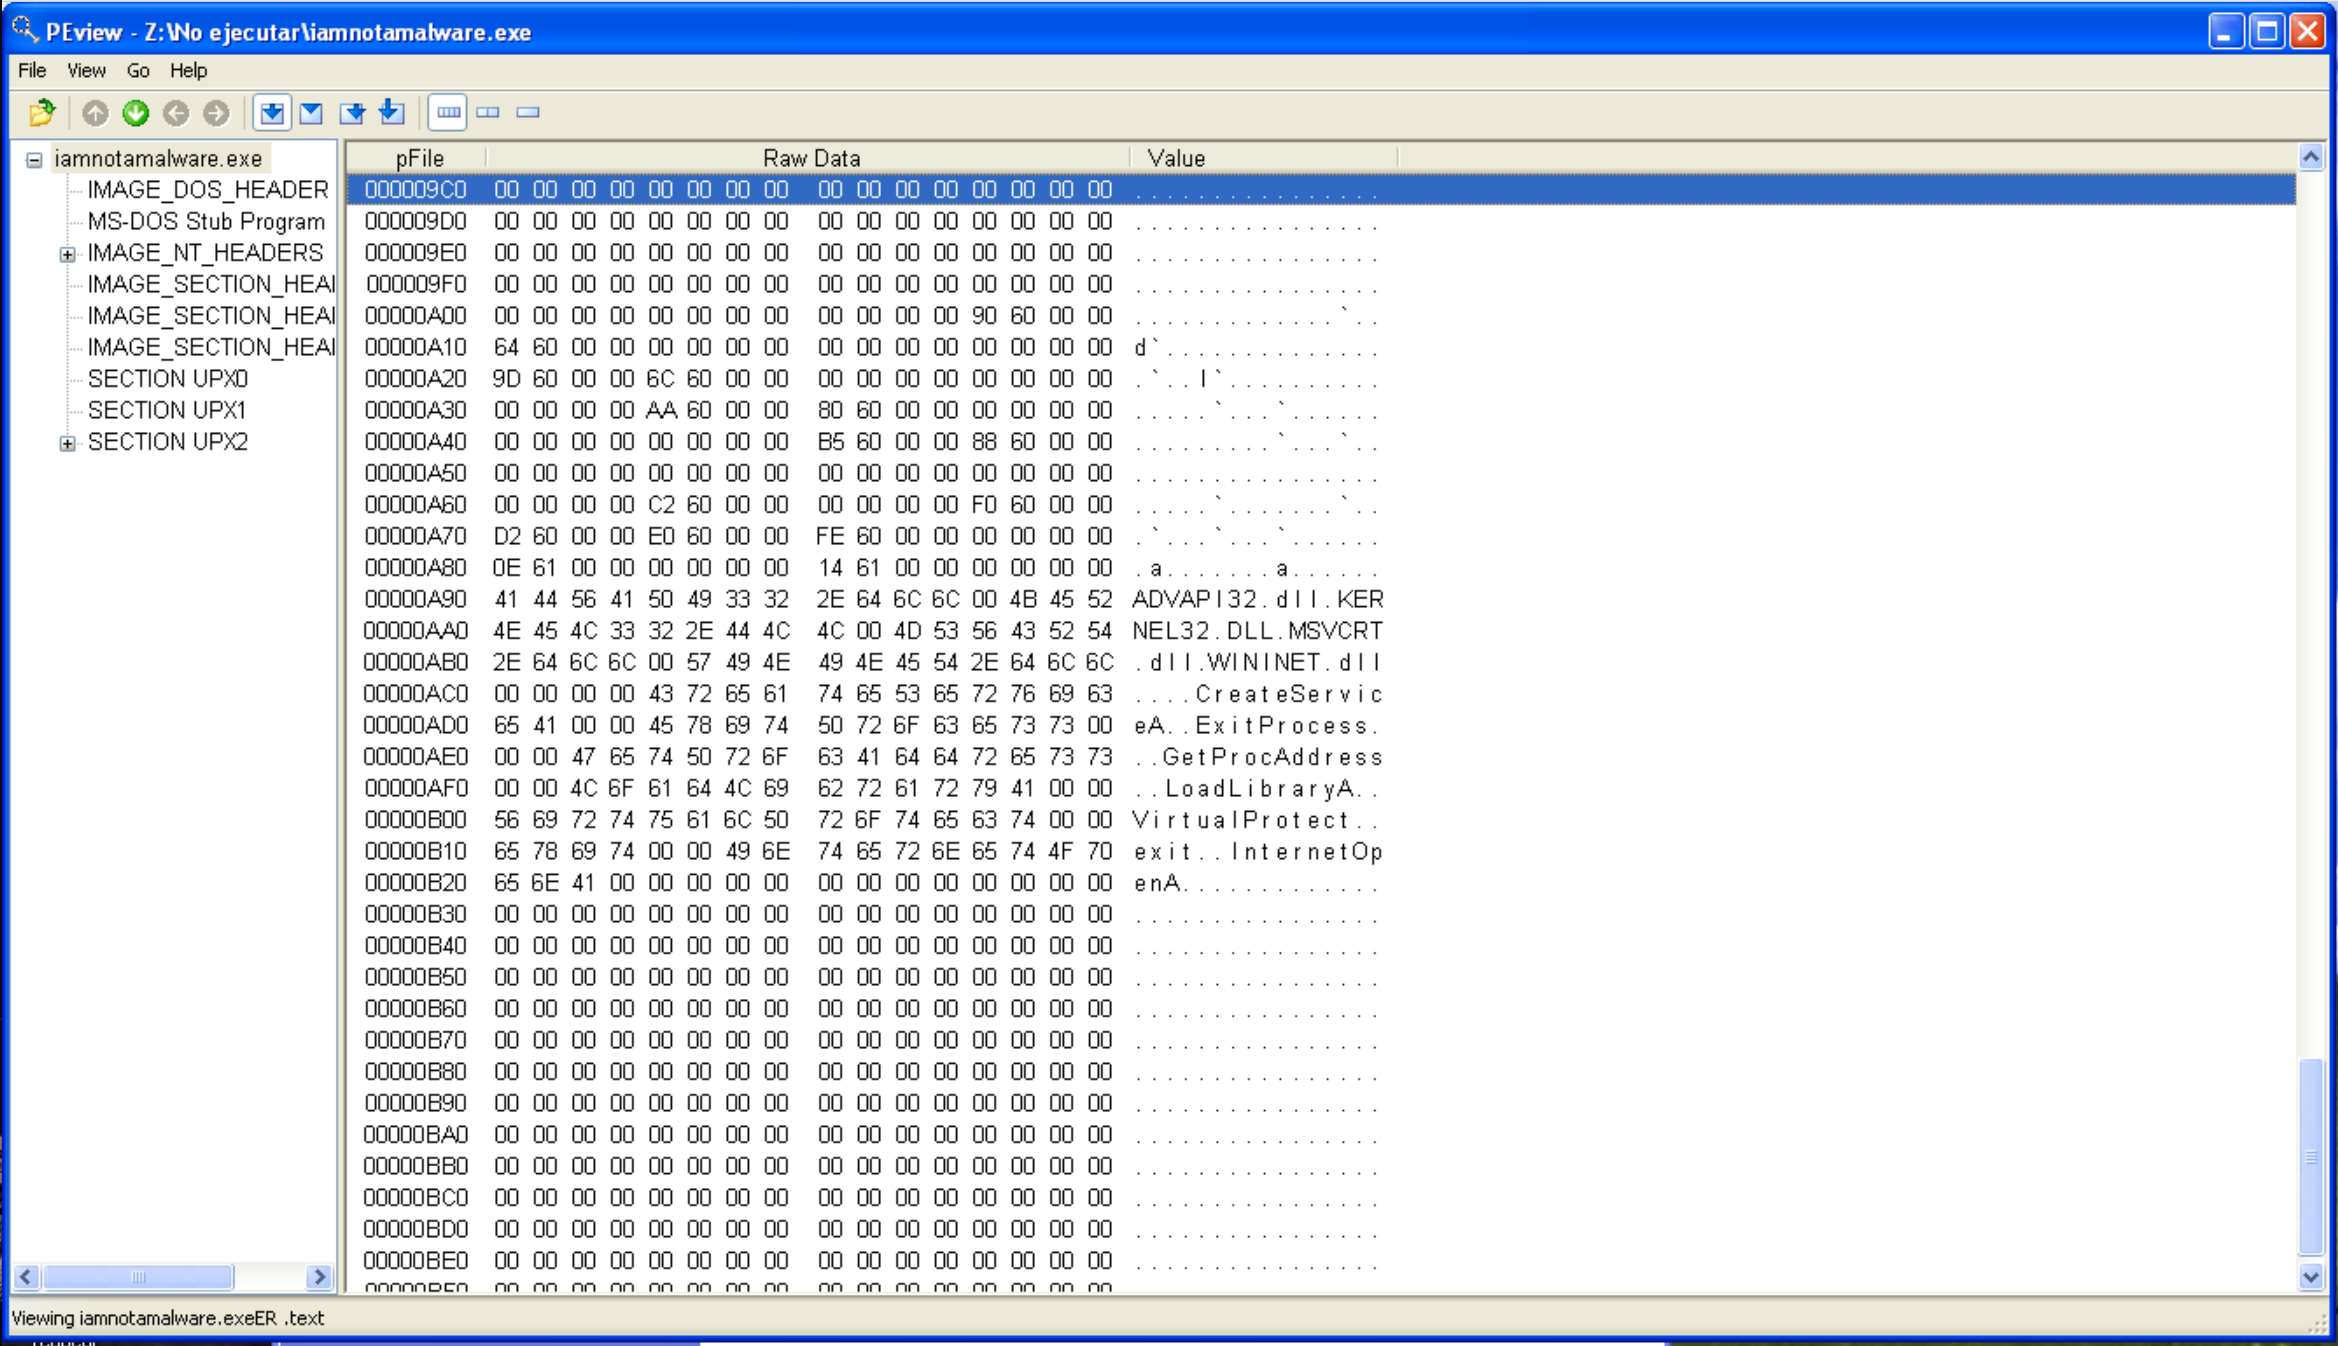 PEview - Z:\No ejecutar\iamnotamalware.exe
File View Go Help
iamnotamalware.exe
IMAGE_DOS_HEADER
MS-DOS Stub Program
IMAGE_NT_HEADERS
IMAGE_SECTION_HEA
IMAGE_SECTION_HEA
IMAGE_SECTION_HEA
SECTION UPX0
SECTION UPX1
SECTION UPX2
pFile Raw Data Value
000009C0 00 00 00 00 00 00 00 00 00 00 00 00 00 00 00 00 ................
000009D0 00 00 00 00 00 00 00 00 00 00 00 00 00 00 00 00 ................
000009E0 00 00 00 00 00 00 00 00 00 00 00 00 00 00 00 00 ................
000009F0 00 00 00 00 00 00 00 00 00 00 00 00 00 00 00 00 ................
00000A00 00 00 00 00 00 00 00 00 00 00 00 00 90 60 00 00 .............`..
00000A10 64 60 00 00 00 00 00 00 00 00 00 00 00 00 00 00 d`..............
00000A20 9D 60 00 00 6C 60 00 00 00 00 00 00 00 00 00 00 .`..l`..........
00000A30 00 00 00 00 AA 60 00 00 80 60 00 00 00 00 00 00 .....`...`......
00000A40 00 00 00 00 00 00 00 00 B5 60 00 00 88 60 00 00 .........`...`..
00000A50 00 00 00 00 00 00 00 00 00 00 00 00 00 00 00 00 ................
00000A60 00 00 00 00 C2 60 00 00 00 00 00 00 F0 60 00 00 .....`.......`..
00000A70 D2 60 00 00 E0 60 00 00 FE 60 00 00 00 00 00 00 .`...`...`......
00000A80 0E 61 00 00 00 00 00 00 14 61 00 00 00 00 00 00 .a.......a......
00000A90 41 44 56 41 50 49 33 32 2E 64 6C 6C 00 4B 45 52 ADVAPI32.dll.KER
00000AA0 4E 45 4C 33 32 2E 44 4C 4C 00 4D 53 56 43 52 54 NEL32.DLL.MSVCRT
00000AB0 2E 64 6C 6C 00 57 49 4E 49 4E 45 54 2E 64 6C 6C .dll.WININET.dll
00000AC0 00 00 00 00 43 72 65 61 74 65 53 65 72 76 69 63 ....CreateServic
00000AD0 65 41 00 00 45 78 69 74 50 72 6F 63 65 73 73 00 eA..ExitProcess.
00000AE0 00 00 47 65 74 50 72 6F 63 41 64 64 72 65 73 73 ..GetProcAddress
00000AF0 00 00 4C 6F 61 64 4C 69 62 72 61 72 79 41 00 00 ..LoadLibraryA..
00000B00 56 69 72 74 75 61 6C 50 72 6F 74 65 63 74 00 00 VirtualProtect..
00000B10 65 78 69 74 00 00 49 6E 74 65 72 6E 65 74 4F 70 exit..InternetOp
00000B20 65 6E 41 00 00 00 00 00 00 00 00 00 00 00 00 00 enA.............
00000B30 00 00 00 00 00 00 00 00 00 00 00 00 00 00 00 00 ................
00000B40 00 00 00 00 00 00 00 00 00 00 00 00 00 00 00 00 ................
00000B50 00 00 00 00 00 00 00 00 00 00 00 00 00 00 00 00 ................
00000B60 00 00 00 00 00 00 00 00 00 00 00 00 00 00 00 00 ................
00000B70 00 00 00 00 00 00 00 00 00 00 00 00 00 00 00 00 ................
00000B80 00 00 00 00 00 00 00 00 00 00 00 00 00 00 00 00 ................
00000B90 00 00 00 00 00 00 00 00 00 00 00 00 00 00 00 00 ................
00000BA0 00 00 00 00 00 00 00 00 00 00 00 00 00 00 00 00 ................
00000BB0 00 00 00 00 00 00 00 00 00 00 00 00 00 00 00 00 ................
00000BC0 00 00 00 00 00 00 00 00 00 00 00 00 00 00 00 00 ................
00000BD0 00 00 00 00 00 00 00 00 00 00 00 00 00 00 00 00 ................
00000BE0 00 00 00 00 00 00 00 00 00 00 00 00 00 00 00 00 ................
00000BF0 00 00 00 00 00 00 00 00 00 00 00 00 00 00 00 00
Viewing iamnotamalware.exeER .text